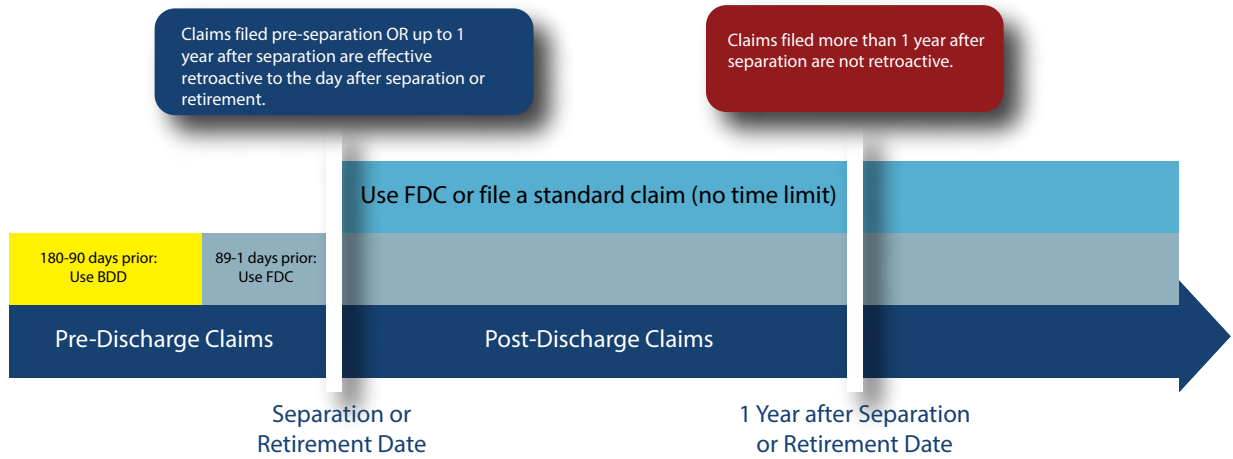 Claims filed pre-separation OR up to 1
year after separation are effective
retroactive to the day after separation or
retirement.
Claims filed more than 1 year after
separation are not retroactive.
Use FDC or file a standard claim (no time limit)
180-90 days prior:
Use BDD
89-1 days prior:
Use FDC
Pre-Discharge Claims
Post-Discharge Claims
Separation or
Retirement Date
1 Year after Separation
or Retirement Date